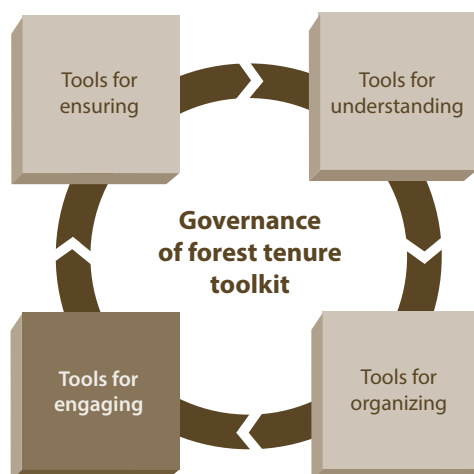 Tools for
ensuring
Tools for
understanding
Governance
of forest tenure
toolkit
Tools for
engaging
Tools for
organizing